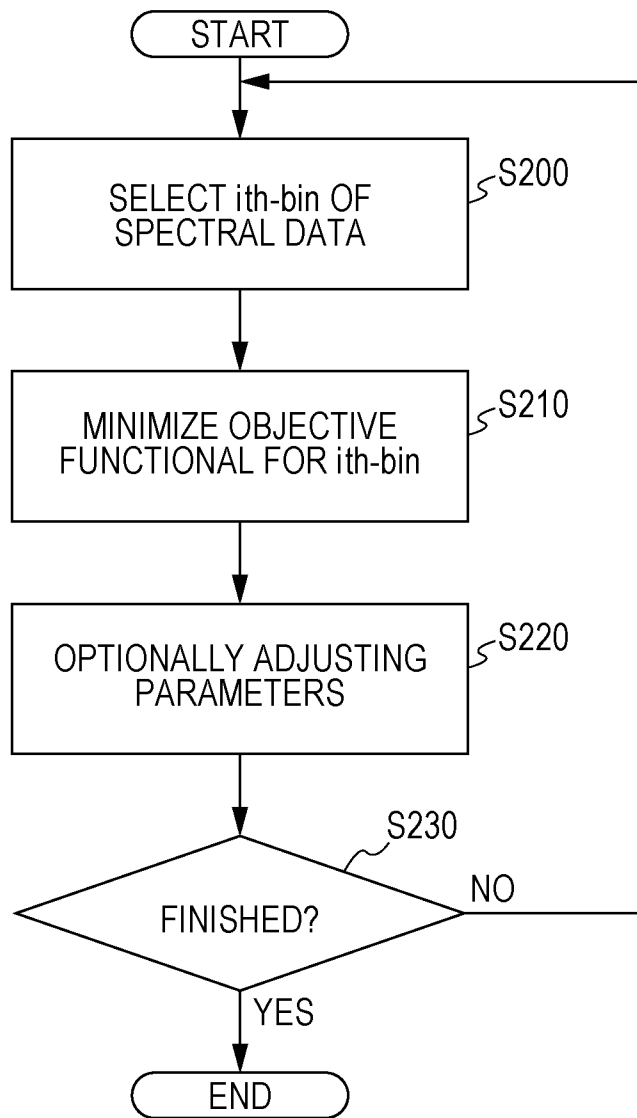 START
SELECT ith-bin OF
SPECTRAL DATA
S200
MINIMIZE OBJECTIVE
FUNCTIONAL FOR ith-bin
S210
OPTIONALLY ADJUSTING
PARAMETERS
S220
S230
FINISHED?
NO
YES
END